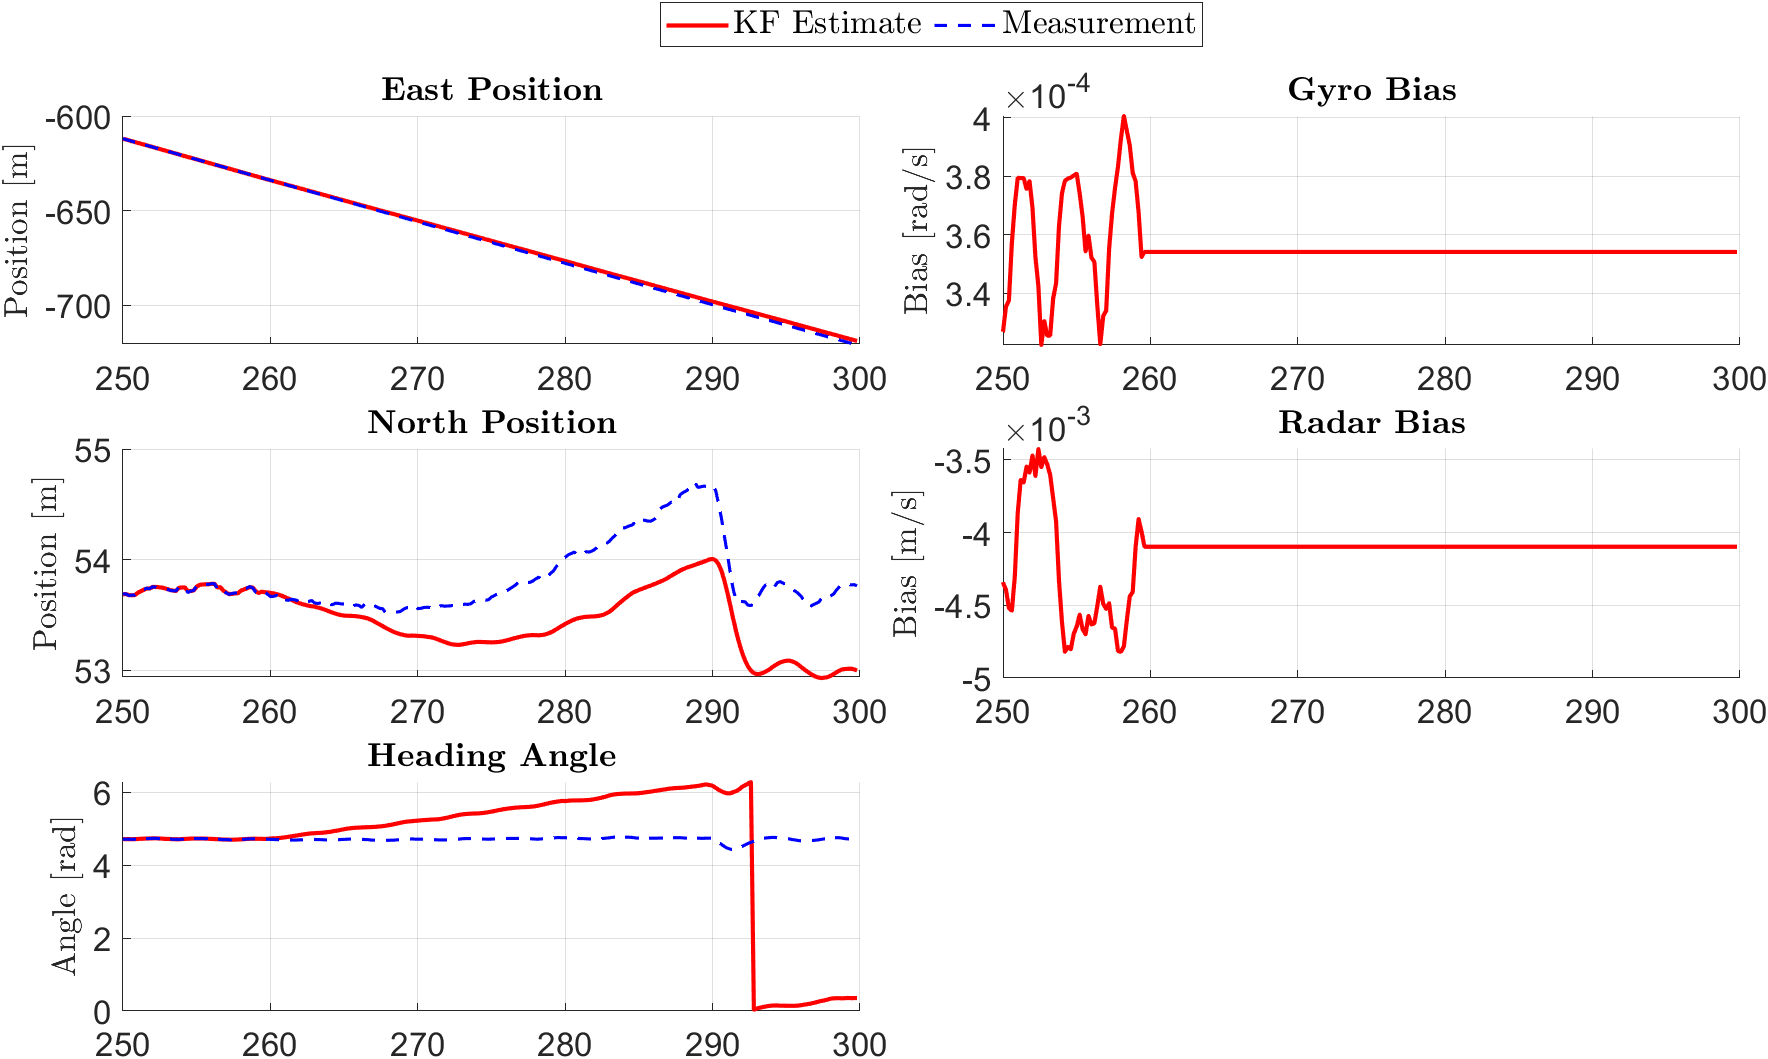 KF Estimate Measurement
East Position
Position [m]
-600
-650
-700
250 260 270 280 290 300
Gyro Bias
×10-4
Bias [rad/s]
4
3.8
3.6
3.4
250 260 270 280 290 300
North Position
Position [m]
55
54
53
250 260 270 280 290 300
Radar Bias
×10-3
Bias [m/s]
-3.5
-4
-4.5
-5
250 260 270 280 290 300
Heading Angle
Angle [rad]
6
4
2
0
250 260 270 280 290 300